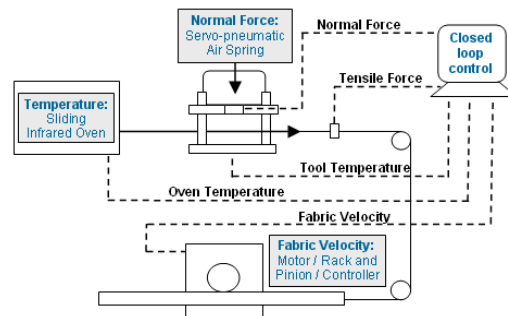 Normal Force:
Servo-pneumatic
Air Spring
Normal Force
Closed
loop
control
Tensile Force
Temperature:
Sliding
Infrared Oven
Tool Temperature
Oven Temperature
Fabric Velocity
Fabric Velocity:
Motor / Rack and
Pinion / Controller